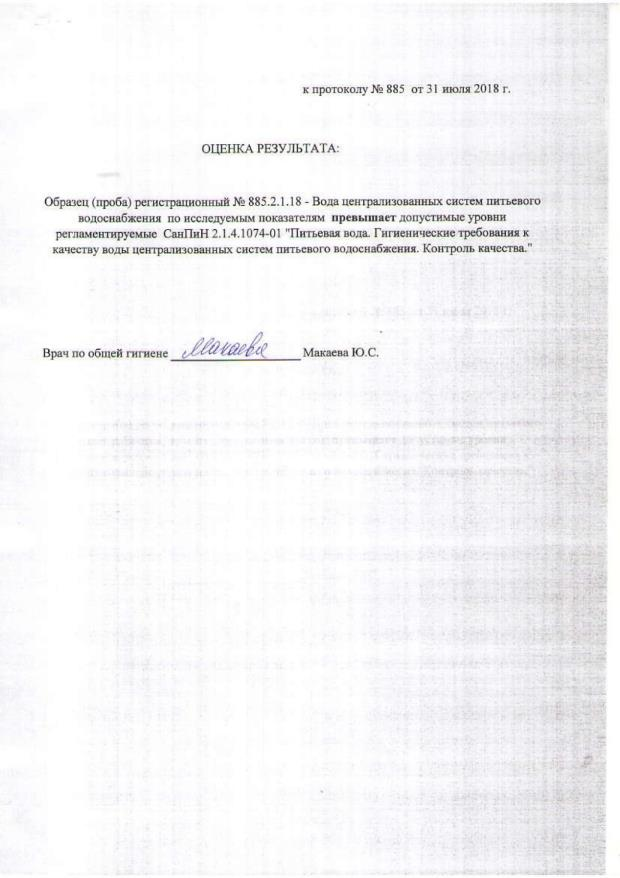 к протоколу № 885 от 31 июля 2018 г.
ОЦЕНКА РЕЗУЛЬТАТА:
Образец (проба) регистрационный № 885.2.1.18 - Вода централизованных систем питьевого
водоснабжения по исследуемым показателям превышает допустимые уровни
регламентируемые СанПиН 2.1.4.1074-01 "Питьевая вода. Гигиенические требования к
качеству воды централизованных систем питьевого водоснабжения. Контроль качества."
Врач по общей гигиене Макаева Макаева Ю.С.